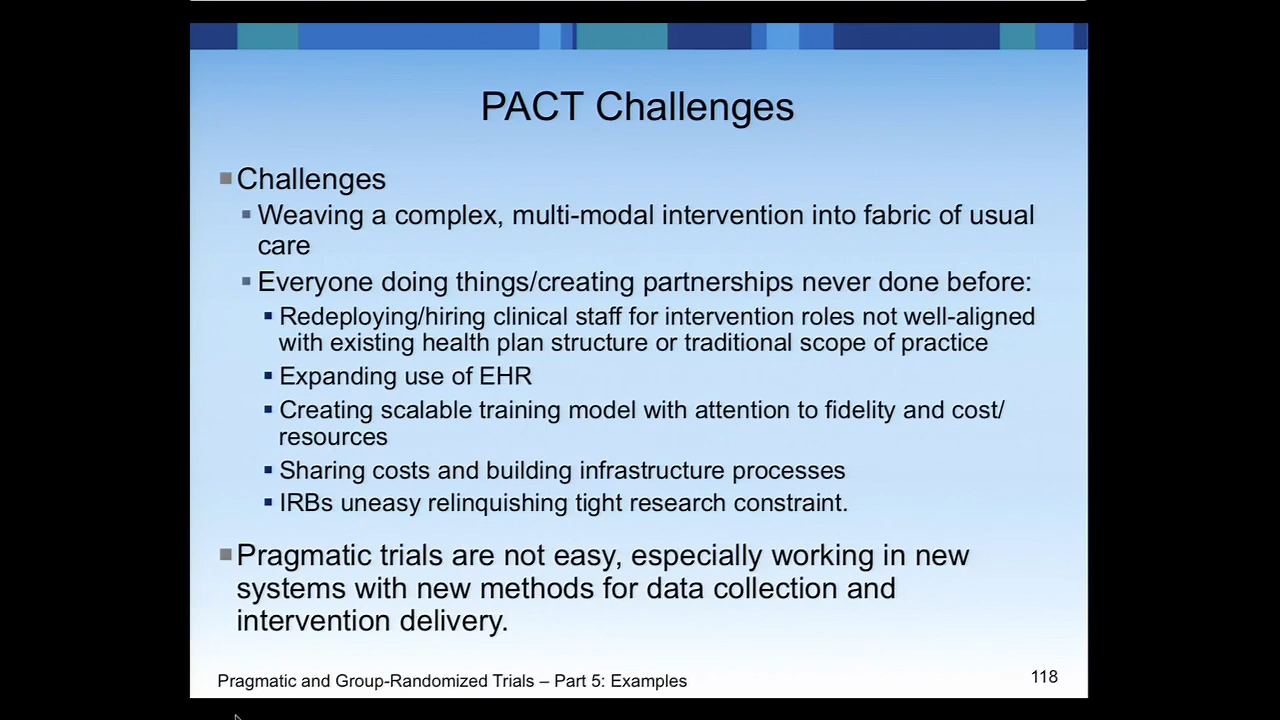 PACT Challenges
Challenges
Weaving a complex, multi-modal intervention into fabric of usual
care
Everyone doing things/creating partnerships never done before:
Redeploying/hiring clinical staff for intervention roles not well-aligned
with existing health plan structure or traditional scope of practice
Expanding use of EHR
Creating scalable training model with attention to fidelity and cost/
resources
Sharing costs and building infrastructure processes
IRBs uneasy relinquishing tight research constraint.
Pragmatic trials are not easy, especially working in new
systems with new methods for data collection and
intervention delivery.
Pragmatic and Group-Randomized Trials – Part 5: Examples
118